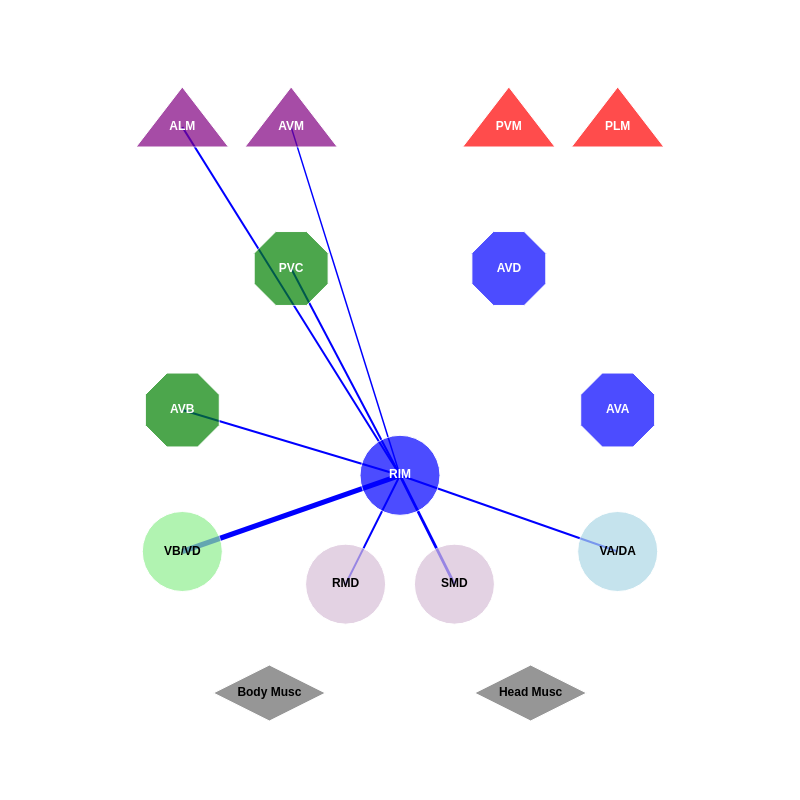 ALM AVM PVM PLM
PVC AVD
AVB AVA
RIM
VB/VD VA/DA
RMD SMD
Body Musc Head Musc